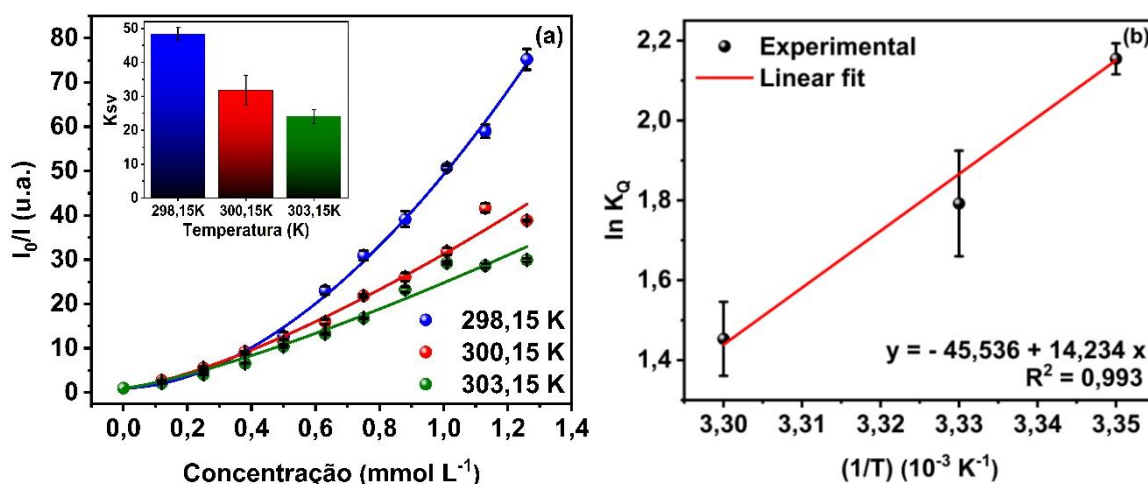 (a)
80
70
60
50
40
30
20
10
0
I₀/I (u.a.)
0,0 0,2 0,4 0,6 0,8 1,0 1,2 1,4
Concentração (mmol L⁻¹)
298,15 K
300,15 K
303,15 K
50
40
30
20
10
0
Ksv
298,15K 300,15K 303,15K
Temperatura (K)
(b)
Experimental
Linear fit
2,2
2,0
1,8
1,6
1,4
ln K_Q
y = - 45,536 + 14,234 x
R² = 0,993
3,30 3,31 3,32 3,33 3,34 3,35
(1/T) (10⁻³ K⁻¹)